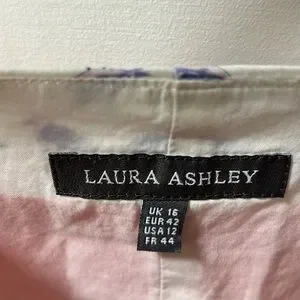 LAURA ASHLEY
UK 16
EUR 42
USA 12
FR 44